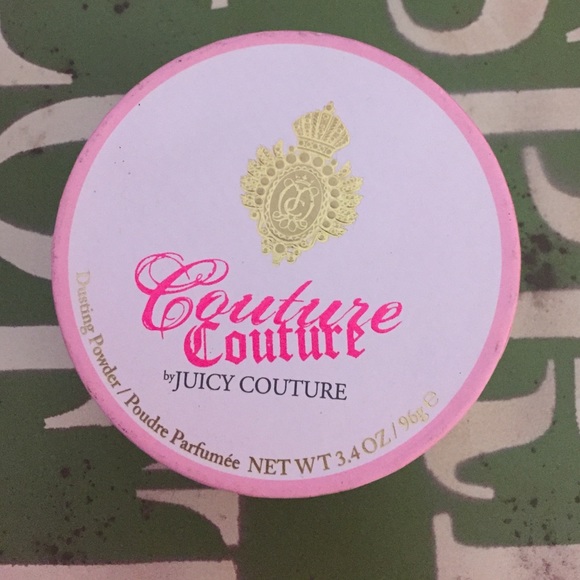 Couture
Couture
by JUICY COUTURE
Dusting Powder / Poudre Parfumée NET WT 3.4 OZ / 96g ℮